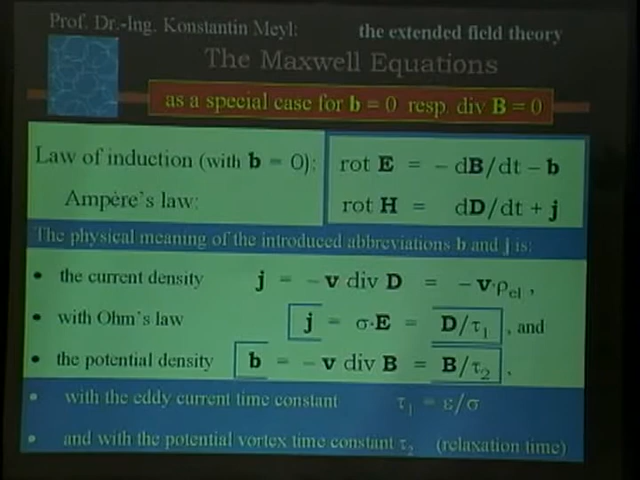 Prof. Dr.-Ing. Konstantin Meyl: the extended field theory
The Maxwell Equations
as a special case for b = 0 resp. div B = 0
Law of induction (with b = 0): rot E = - dB/dt - b
Ampère's law: rot H = dD/dt + j
The physical meaning of the introduced abbreviations b and j is:
• the current density j = - v div D = - v·ρel ,
• with Ohm's law j = σ·E = D/τ1 , and
• the potential density b = - v div B = B/τ2 ,
• with the eddy current time constant τ1 = ε/σ
• and with the potential vortex time constant τ2 (relaxation time)